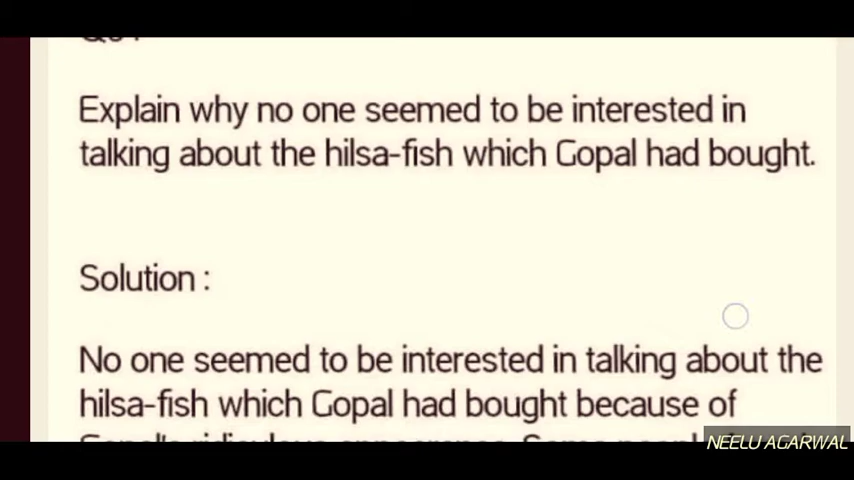 Explain why no one seemed to be interested in
talking about the hilsa-fish which Gopal had bought.
Solution :
No one seemed to be interested in talking about the
hilsa-fish which Gopal had bought because of
NEELU AGARWAL